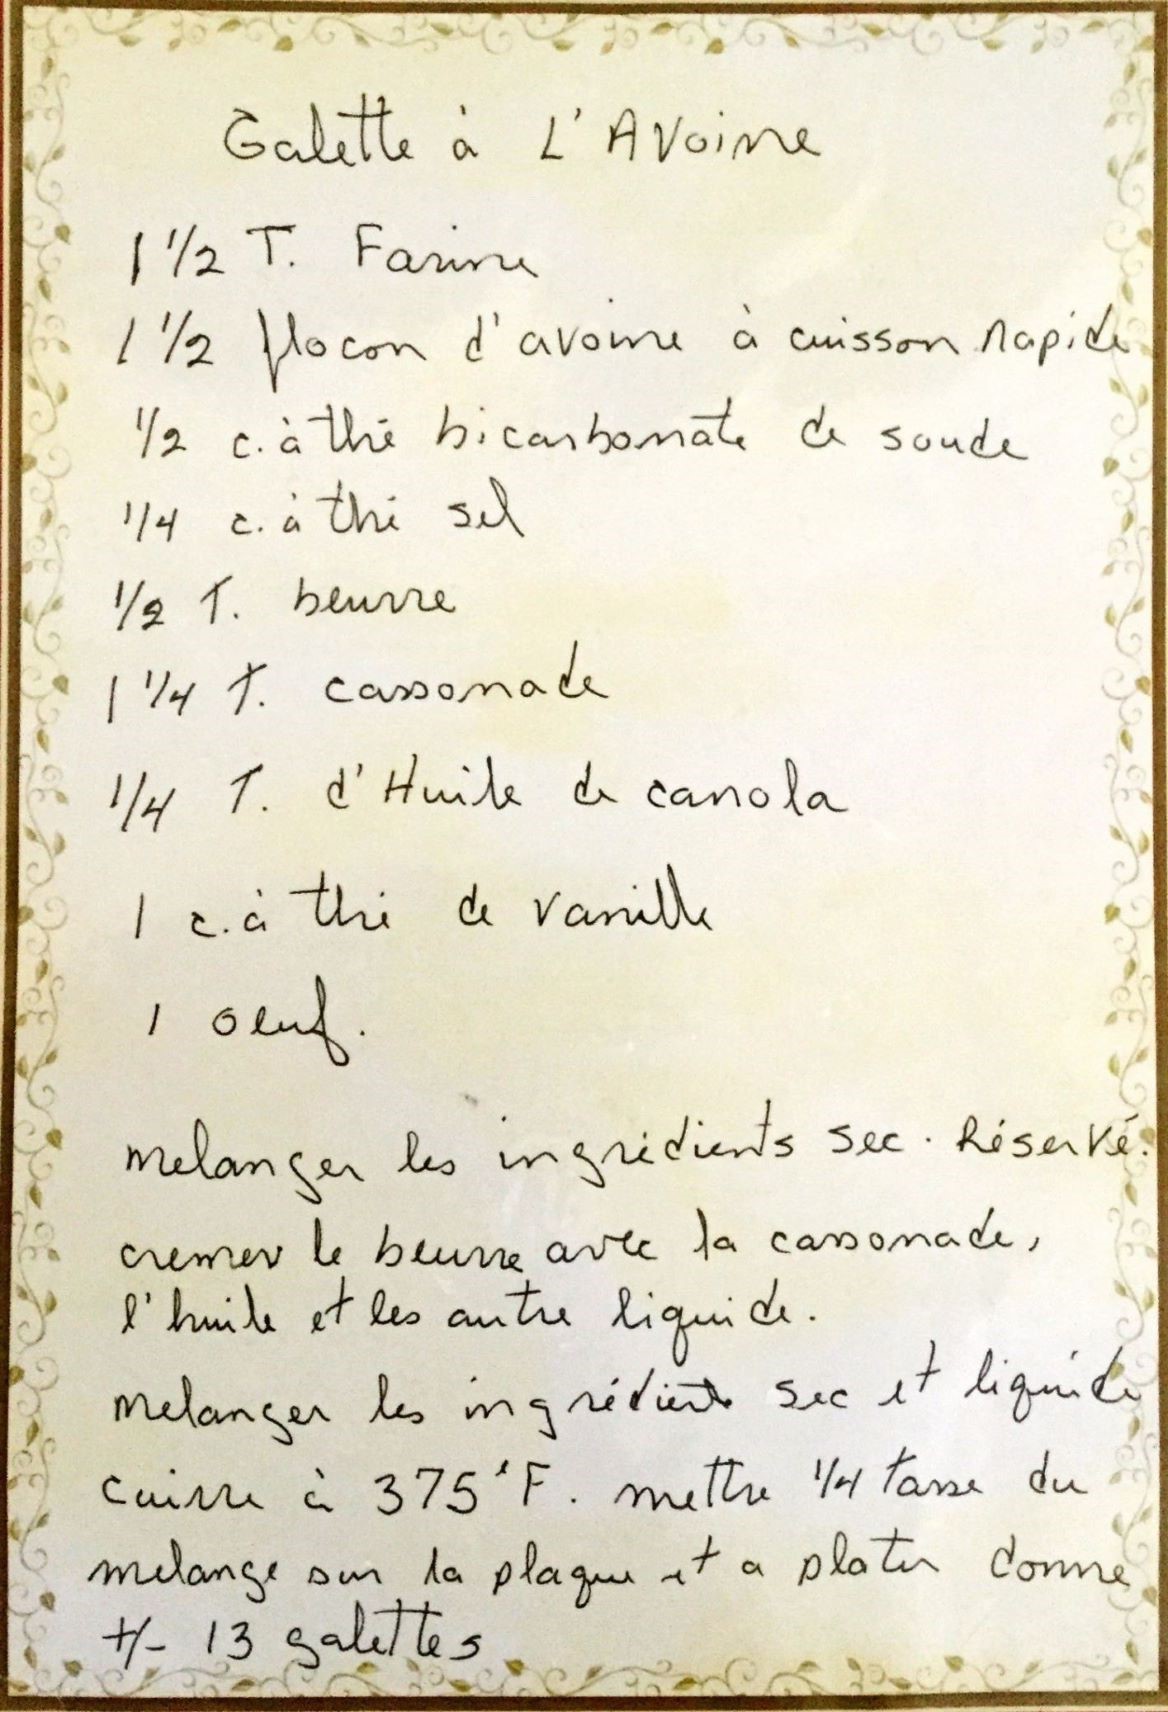 Galette à L'Avoine
1 1/2 T. Farine
1 1/2 flocon d'avoine à cuisson rapide
1/2 c. à thé bicarbonate de soude
1/4 c. à thé sel
1/2 T. beurre
1 1/4 T. cassonade
1/4 T. d'Huile de canola
1 c. à thé de vanille
1 oeuf.
melanger les ingrédients sec. Réservé.
cremer le beurre avec la cassonade,
l'huile et les autre liquide.
melanger les ingrédients sec et liquide
cuirre à 375°F. mettre 1/4 tasse du
melange sur la plaque et a plater donne
+/- 13 galettes